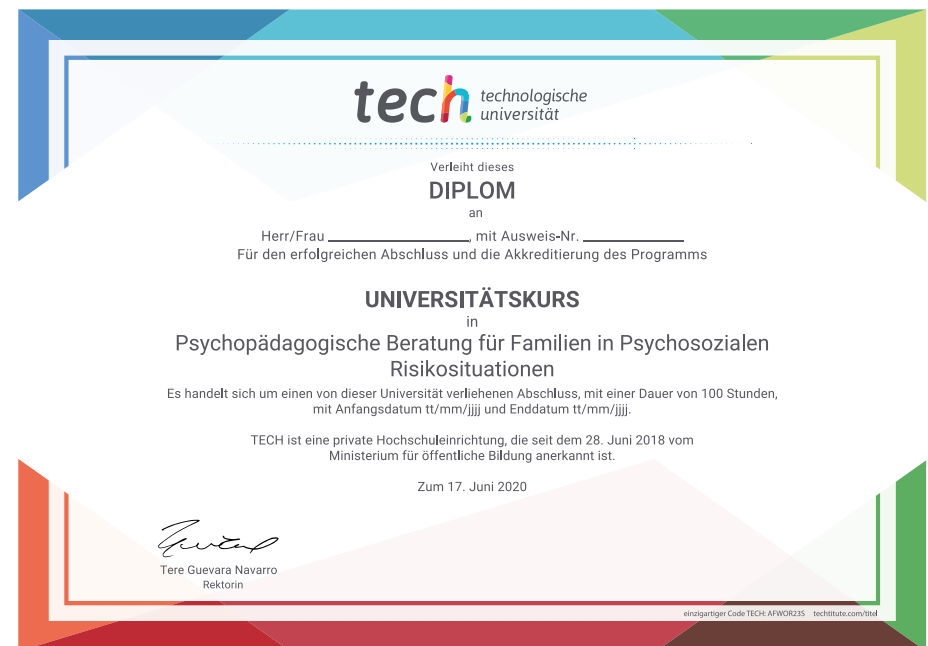 tech technologische
universität
Verleiht dieses
DIPLOM
an
Herr/Frau ____________, mit Ausweis-Nr. ____________
Für den erfolgreichen Abschluss und die Akkreditierung des Programms
UNIVERSITÄTSKURS
in
Psychopädagogische Beratung für Familien in Psychosozialen
Risikosituationen
Es handelt sich um einen von dieser Universität verliehenen Abschluss, mit einer Dauer von 100 Stunden,
mit Anfangsdatum tt/mm/jjjj und Enddatum tt/mm/jjjj.
TECH ist eine private Hochschuleinrichtung, die seit dem 28. Juni 2018 vom
Ministerium für öffentliche Bildung anerkannt ist.
Zum 17. Juni 2020
Tere Guevara Navarro
Rektorin
einzigartiger Code TECH: AFWOR23S techtitute.com/titel